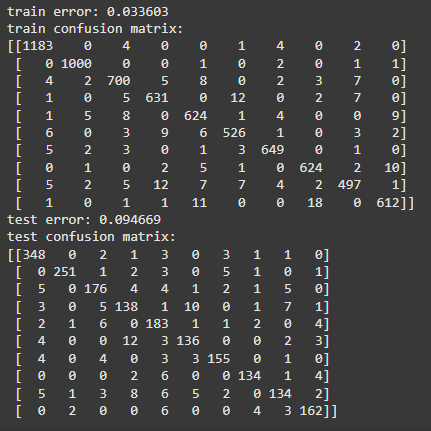 train error: 0.033603
train confusion matrix:
[[1183    0    4    0    0    1    4    0    2    0]
 [   0 1000    0    0    1    0    2    0    1    1]
 [   4    2  700    5    8    0    2    3    7    0]
 [   1    0    5  631    0   12    0    2    7    0]
 [   1    5    8    0  624    1    4    0    0    9]
 [   6    0    3    9    6  526    1    0    3    2]
 [   5    2    3    0    1    3  649    0    1    0]
 [   0    1    0    2    5    1    0  624    2   10]
 [   5    2    5   12    7    7    4    2  497    1]
 [   1    0    1    1   11    0    0   18    0  612]]
test error: 0.094669
test confusion matrix:
[[348   0   2   1   3   0   3   1   1   0]
 [  0 251   1   2   3   0   5   1   0   1]
 [  5   0 176   4   4   1   2   1   5   0]
 [  3   0   5 138   1  10   0   1   7   1]
 [  2   1   6   0 183   1   1   2   0   4]
 [  4   0   0  12   3 136   0   0   2   3]
 [  4   0   4   0   3   3 155   0   1   0]
 [  0   0   0   2   6   0   0 134   1   4]
 [  5   1   3   8   6   5   2   0 134   2]
 [  0   2   0   0   6   0   0   4   3 162]]